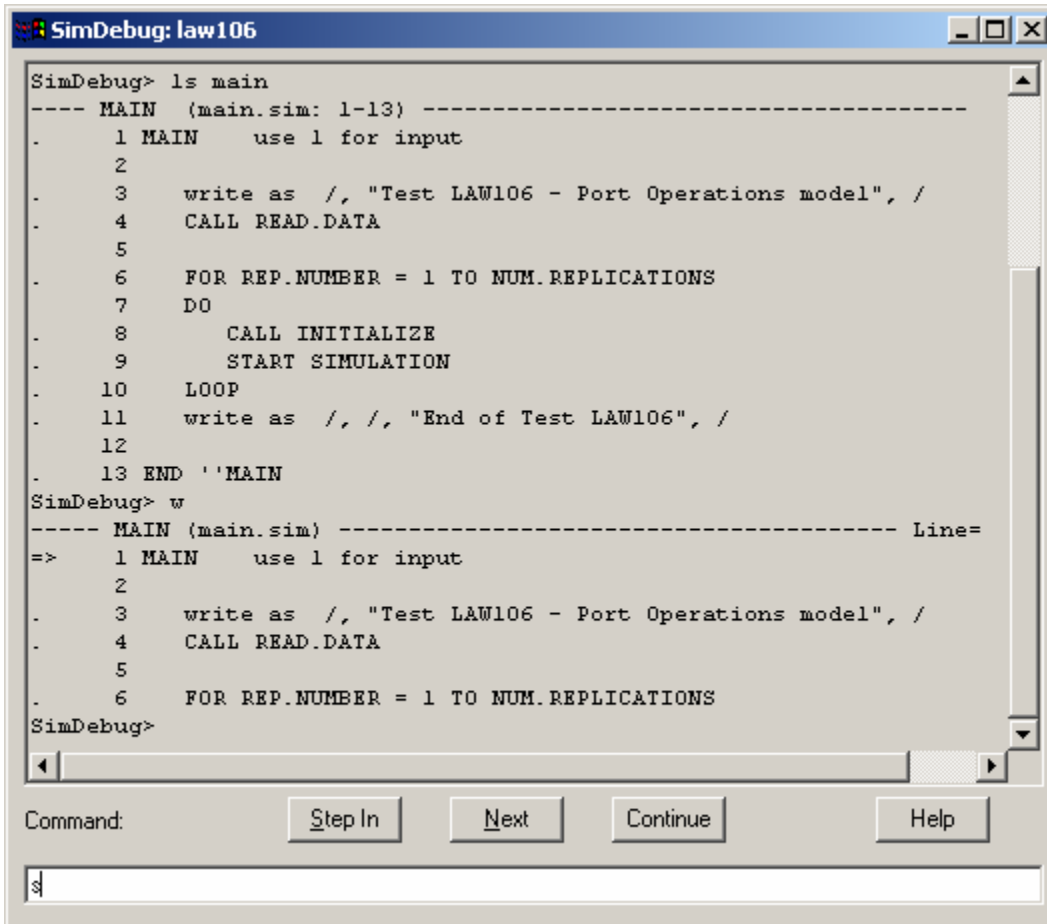 SimDebug: law106
SimDebug> ls main
---- MAIN  (main.sim: 1-13) ---------------------------------------
.      1 MAIN    use 1 for input
       2
.      3    write as  /, "Test LAW106 - Port Operations model", /
.      4    CALL READ.DATA
       5
.      6    FOR REP.NUMBER = 1 TO NUM.REPLICATIONS
       7    DO
.      8       CALL INITIALIZE
.      9       START SIMULATION
.     10    LOOP
.     11    write as  /, /, "End of Test LAW106", /
      12
.     13 END ''MAIN
SimDebug> w
----- MAIN (main.sim) ---------------------------------------- Line=
=>     1 MAIN    use 1 for input
       2
.      3    write as  /, "Test LAW106 - Port Operations model", /
.      4    CALL READ.DATA
       5
.      6    FOR REP.NUMBER = 1 TO NUM.REPLICATIONS
SimDebug>
Command: Step In Next Continue Help
s